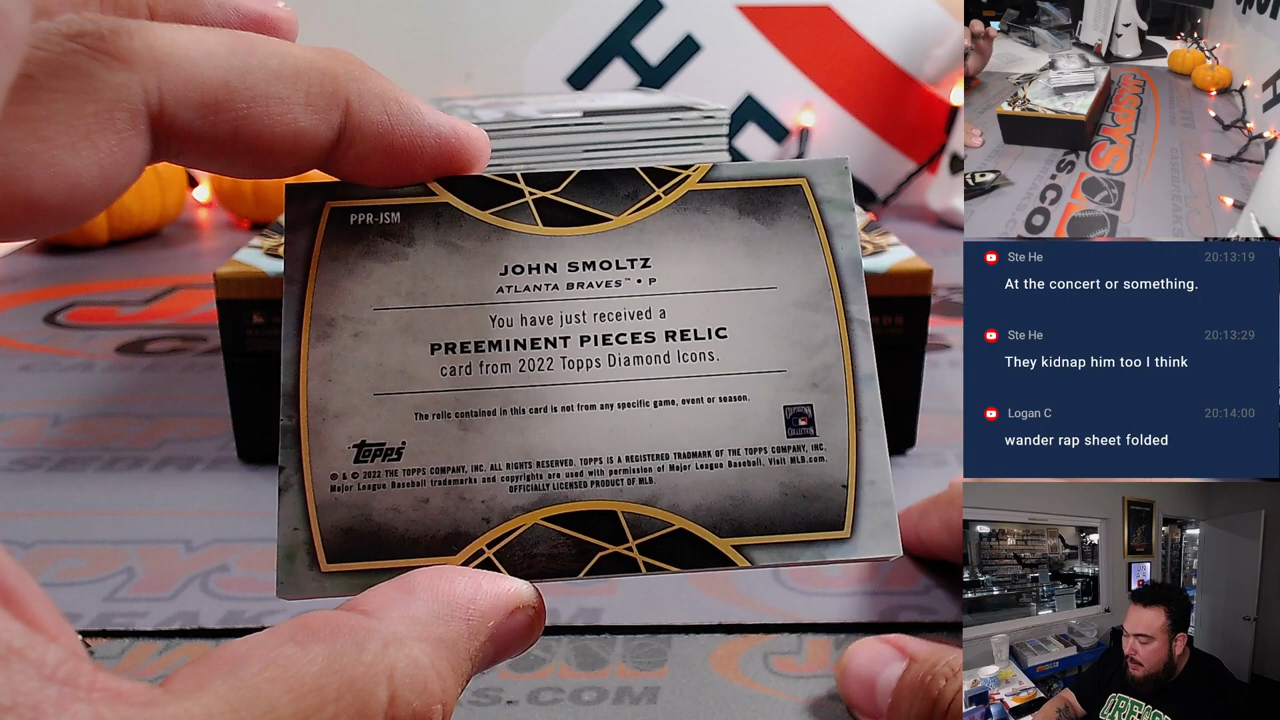 PPR-JSM
JOHN SMOLTZ
ATLANTA BRAVES™ • P
You have just received a
PREEMINENT PIECES RELIC
card from 2022 Topps Diamond Icons.
The relic contained in this card is not from any specific game, event or season.
Topps
® & © 2022 THE TOPPS COMPANY, INC. ALL RIGHTS RESERVED. TOPPS IS A REGISTERED TRADEMARK OF THE TOPPS COMPANY, INC.
Major League Baseball trademarks and copyrights are used with permission of Major League Baseball. Visit MLB.com.
OFFICIALLY LICENSED PRODUCT OF MLB.
JASPYS
S.COM
KS.CO
Ste He 20:13:19
At the concert or something.
Ste He 20:13:29
They kidnap him too I think
Logan C 20:14:00
wander rap sheet folded